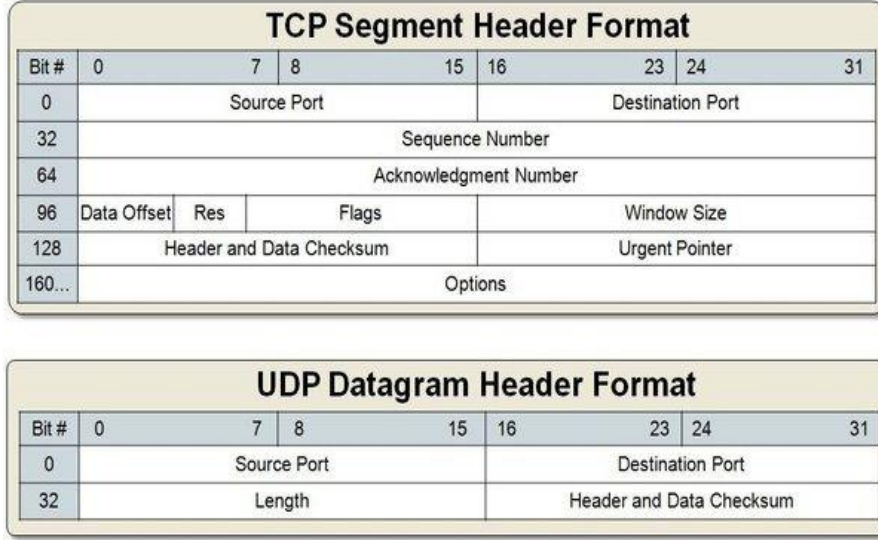 TCP Segment Header Format
Bit # 0 7 8 15 16 23 24 31
0 Source Port Destination Port
32 Sequence Number
64 Acknowledgment Number
96 Data Offset Res Flags Window Size
128 Header and Data Checksum Urgent Pointer
160... Options
UDP Datagram Header Format
Bit # 0 7 8 15 16 23 24 31
0 Source Port Destination Port
32 Length Header and Data Checksum